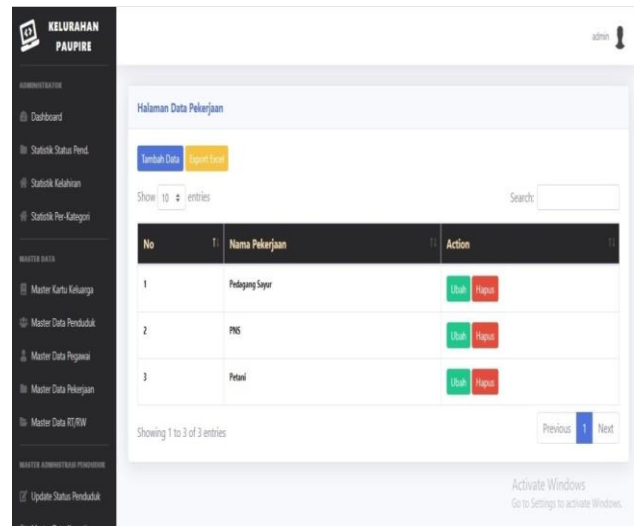 KELURAHAN
PAUPIRE
admin
ADMINISTRATOR
Dashboard
Statistik Status Pend.
Statistik Kelahiran
Statistik Per-Kategori
MASTER DATA
Master Kartu Keluarga
Master Data Penduduk
Master Data Pegawai
Master Data Pekerjaan
Master Data RT/RW
MASTER ADMINISTRASI PENDUDUK
Update Status Penduduk
Halaman Data Pekerjaan
Tambah Data Export Excel
Show 10 entries Search:
No Nama Pekerjaan Action
1 Pedagang Sayur Ubah Hapus
2 PNS Ubah Hapus
3 Petani Ubah Hapus
Showing 1 to 3 of 3 entries Previous 1 Next
Activate Windows
Go to Settings to activate Windows.